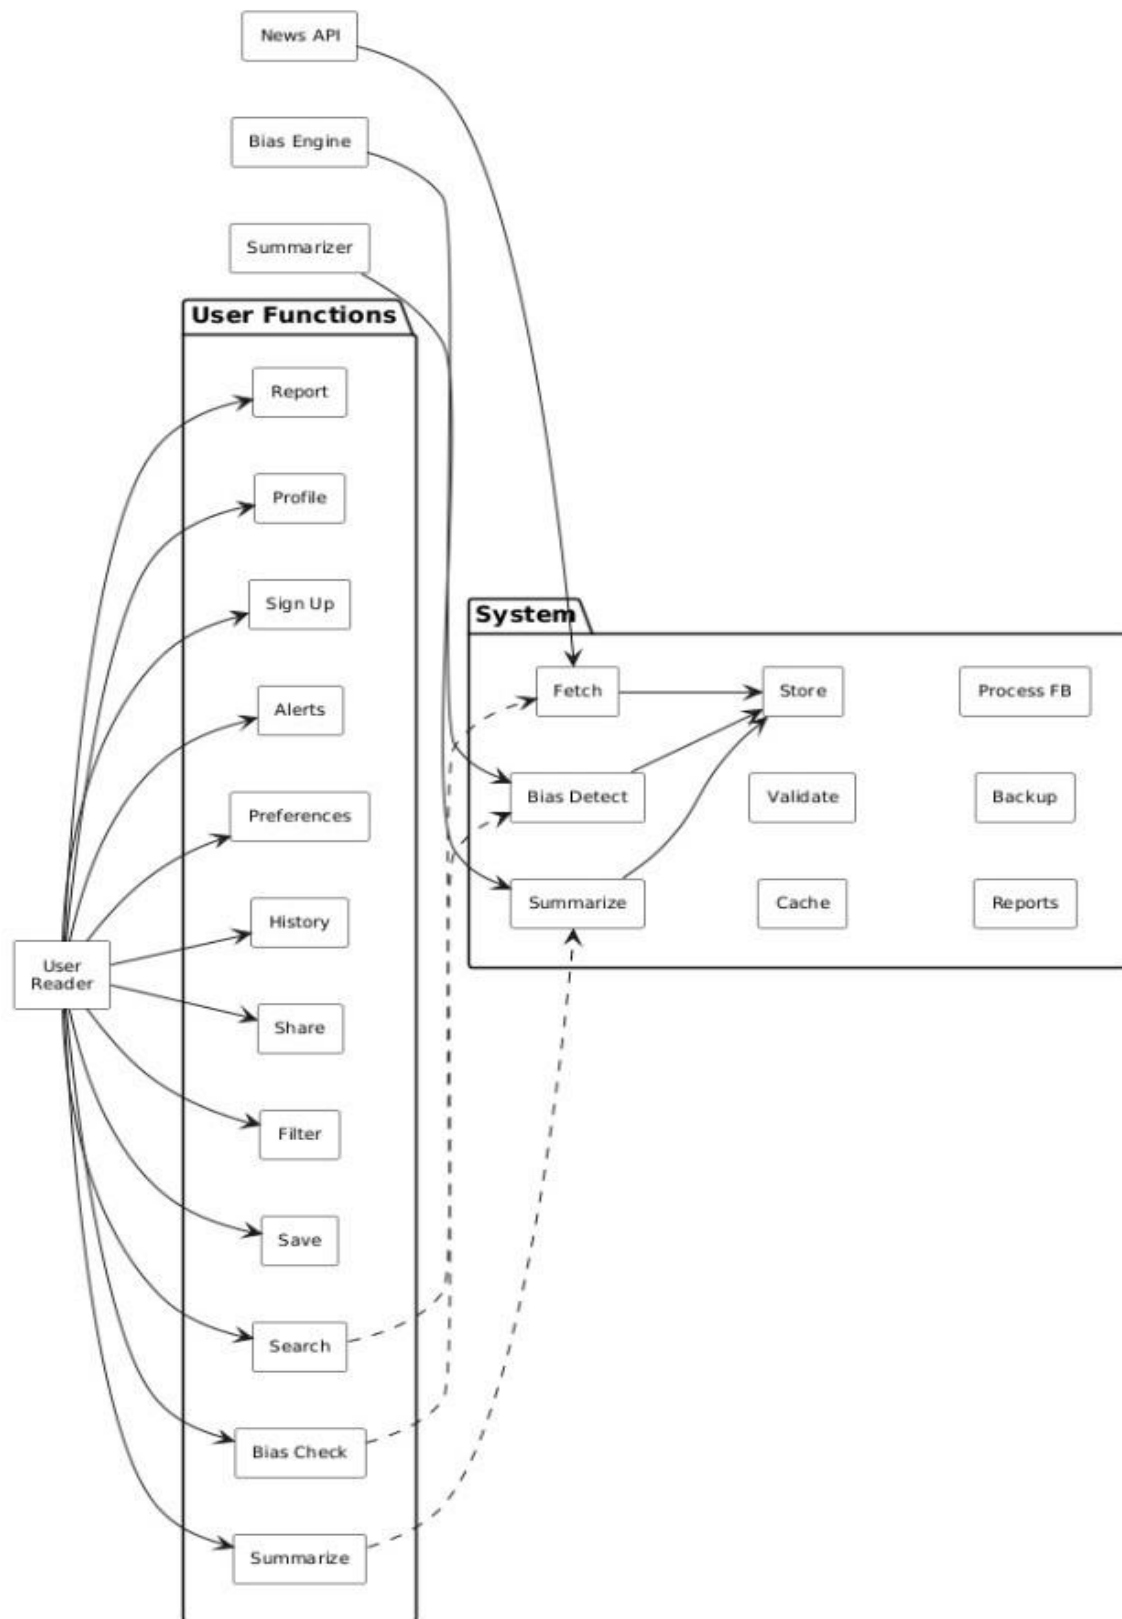 News API
Bias Engine
Summarizer
User Functions
Report
Profile
Sign Up
Alerts
Preferences
History
User
Reader
Share
Filter
Save
Search
Bias Check
Summarize
System
Fetch
Store
Process FB
Bias Detect
Validate
Backup
Summarize
Cache
Reports